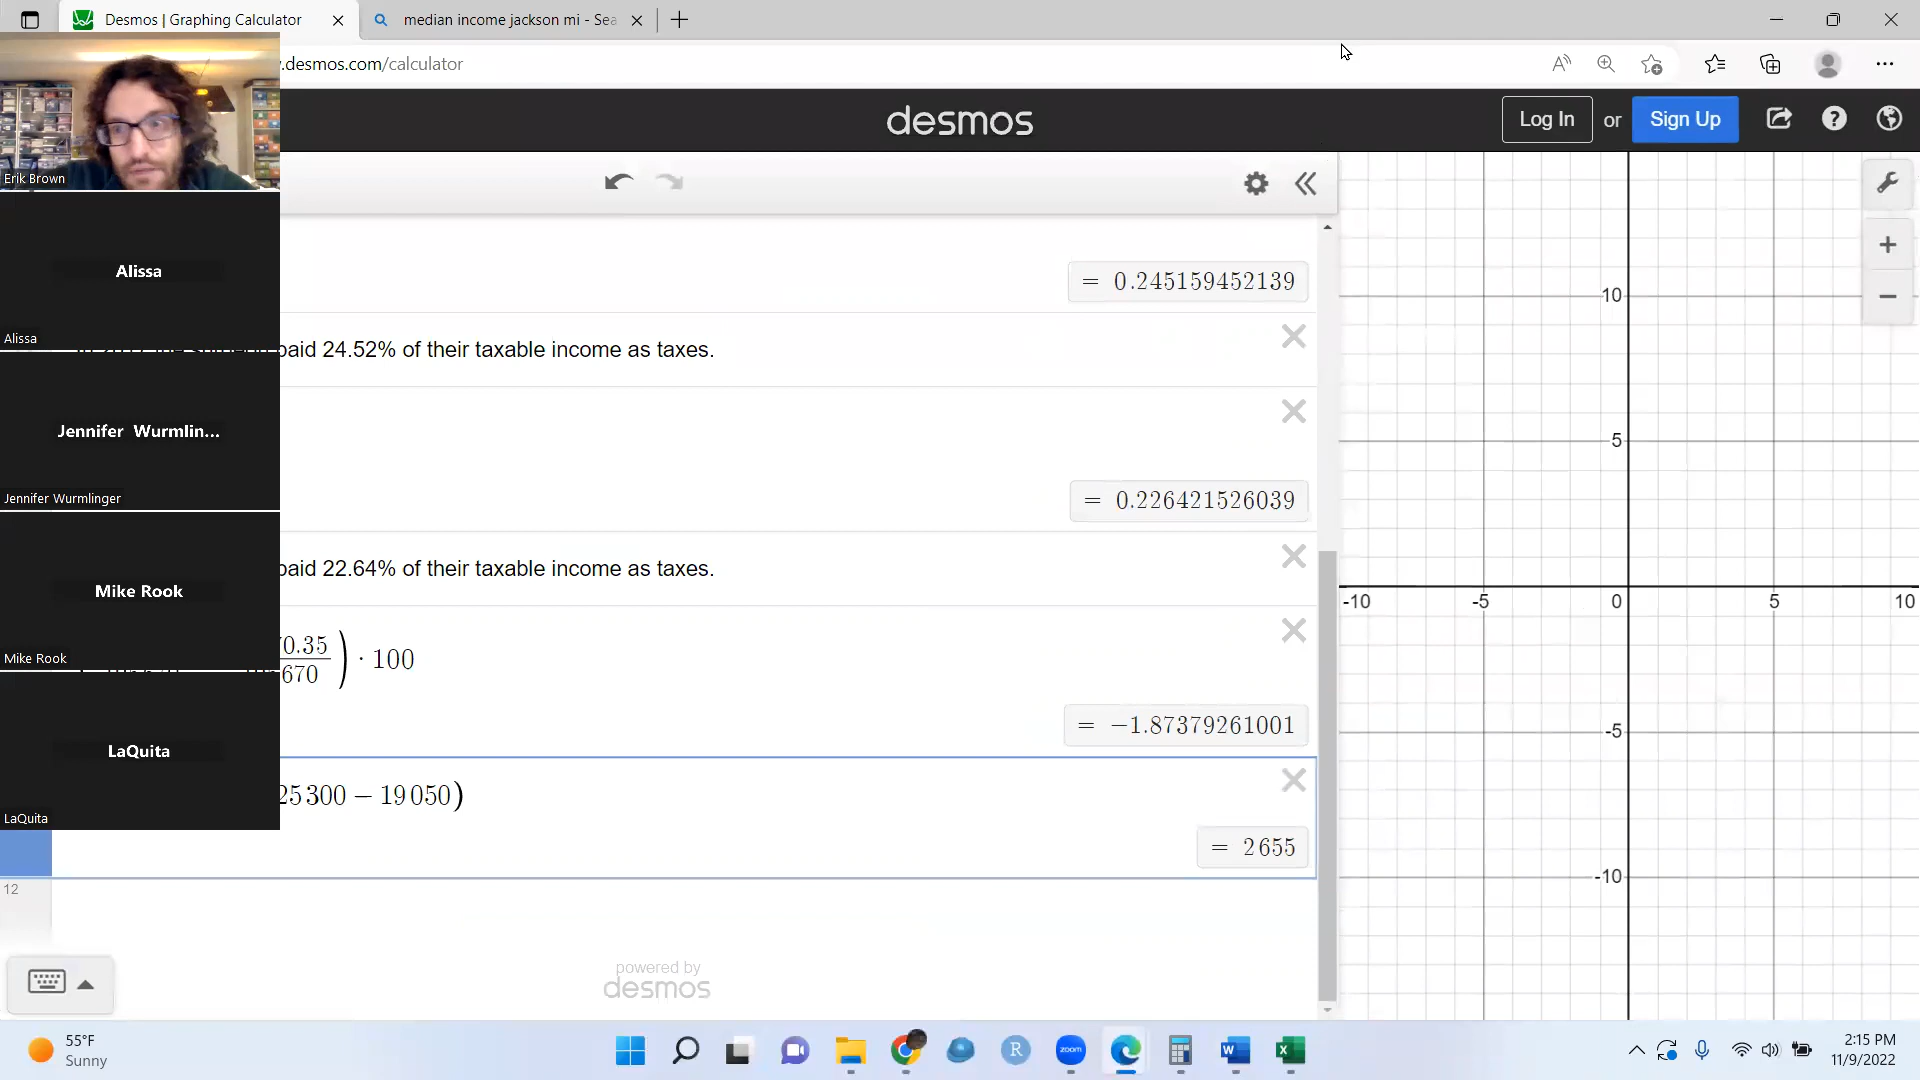 Desmos | Graphing Calculator
median income jackson mi - Sea
.desmos.com/calculator
desmos
Log In or Sign Up
Erik Brown
Alissa
Alissa
Jennifer Wurmlin...
Jennifer Wurmlinger
Mike Rook
Mike Rook
LaQuita
LaQuita
= 0.245159452139
paid 24.52% of their taxable income as taxes.
= 0.226421526039
paid 22.64% of their taxable income as taxes.
0.35
670
) · 100
= −1.87379261001
25300 − 19050)
= 2655
12
powered by
desmos
10
5
-10 -5 0 5 10
-5
-10
55°F
Sunny
zoom
2:15 PM
11/9/2022